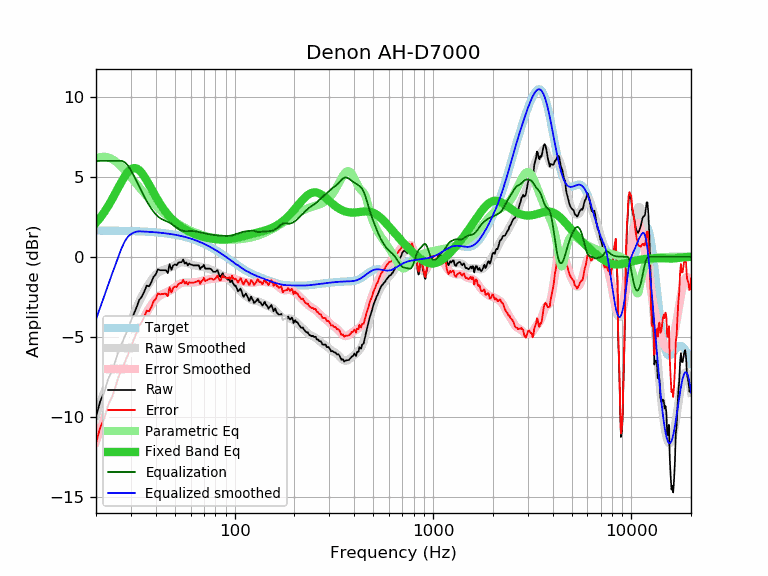 Denon AH-D7000
Amplitude (dBr)
10
5
0
−5
−10
−15
Target
Raw Smoothed
Error Smoothed
Raw
Error
Parametric Eq
Fixed Band Eq
Equalization
Equalized smoothed
100 1000 10000
Frequency (Hz)